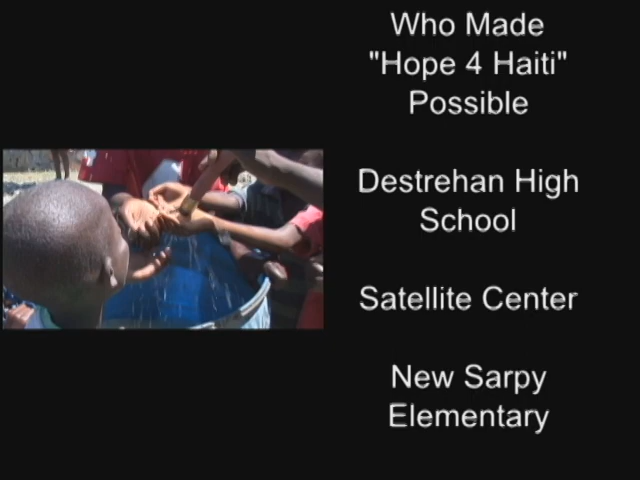 Who Made
"Hope 4 Haiti"
Possible
Destrehan High
School
Satellite Center
New Sarpy
Elementary